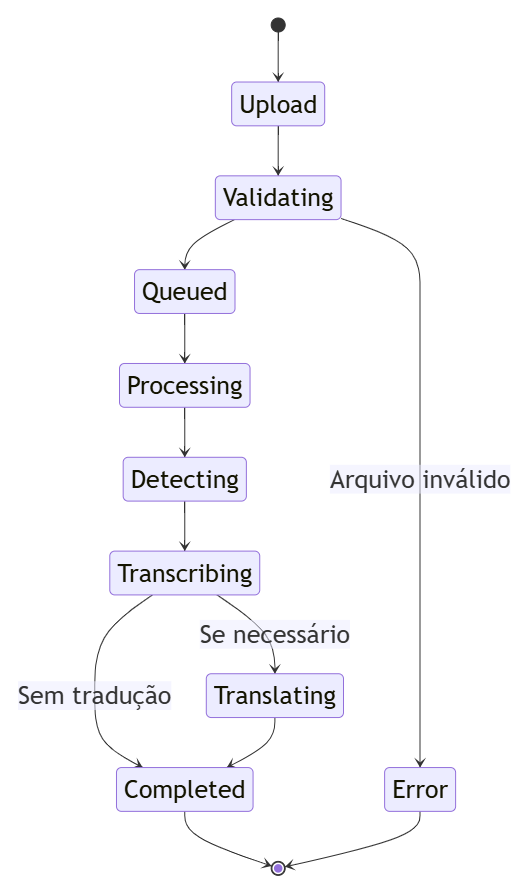 Upload
Validating
Queued
Processing
Detecting
Arquivo inválido
Transcribing
Se necessário
Sem tradução
Translating
Completed
Error